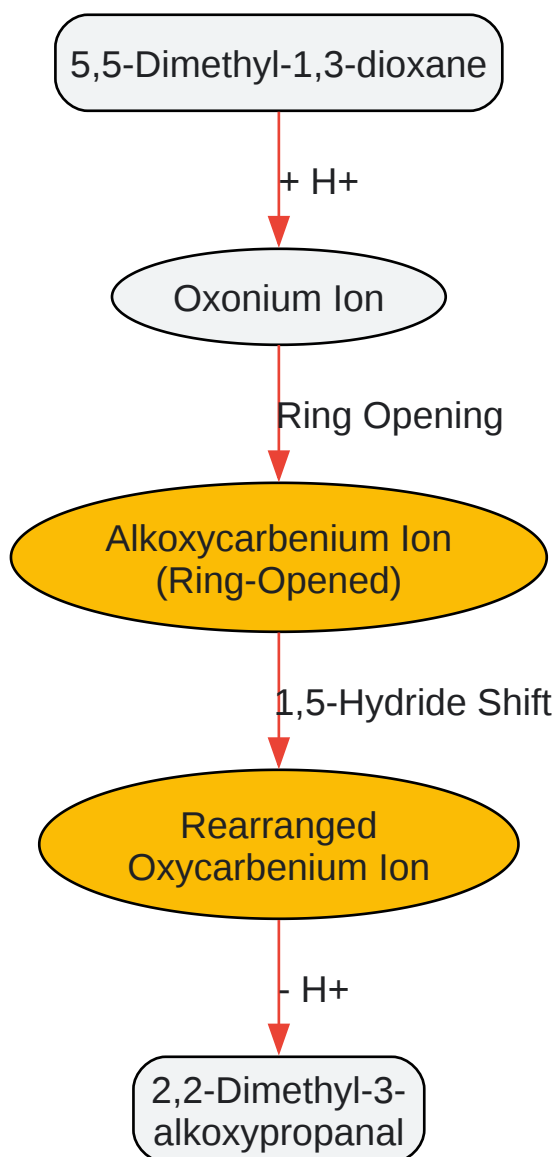 5,5-Dimethyl-1,3-dioxane
+ H+
Oxonium Ion
Ring Opening
Alkoxycarbenium Ion
(Ring-Opened)
1,5-Hydride Shift
Rearranged
Oxycarbenium Ion
- H+
2,2-Dimethyl-3-
alkoxypropanal